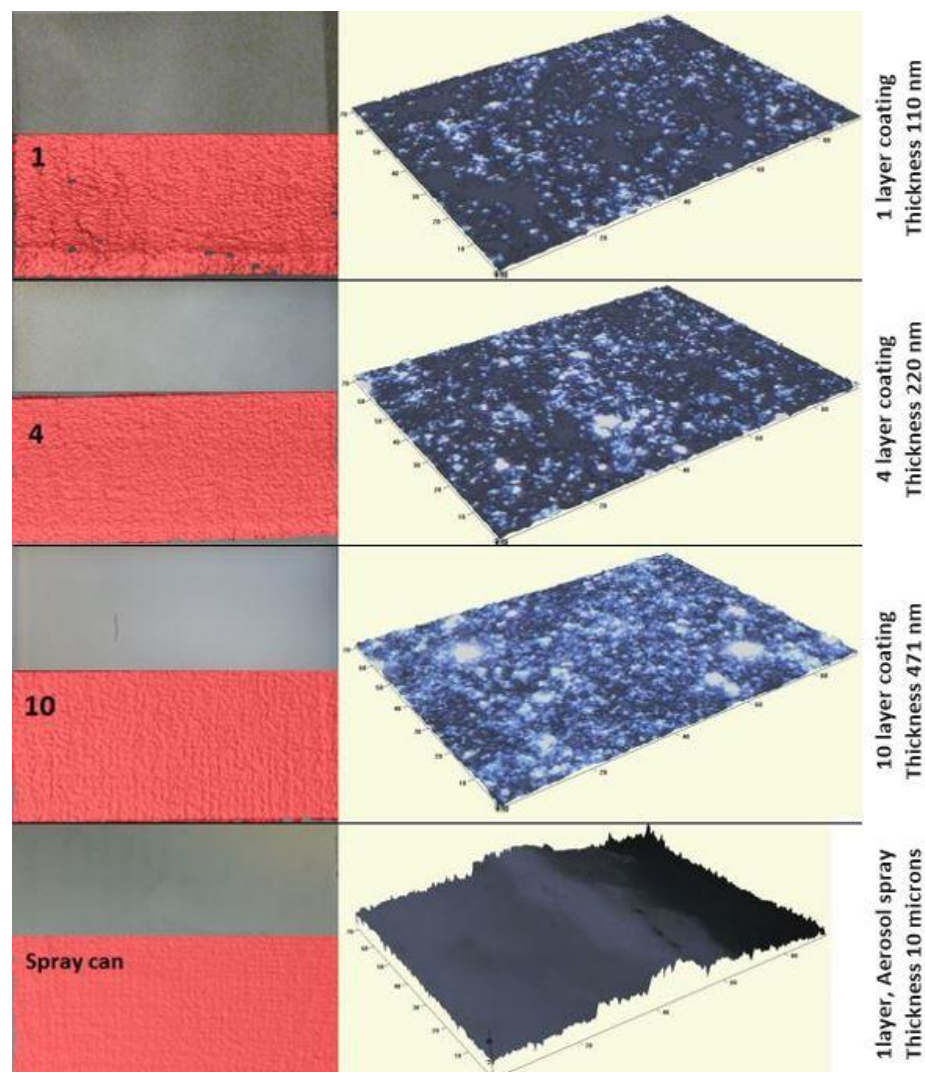 1
1 layer coating
Thickness 110 nm
4
4 layer coating
Thickness 220 nm
10
10 layer coating
Thickness 471 nm
Spray can
1layer, Aerosol spray
Thickness 10 microns